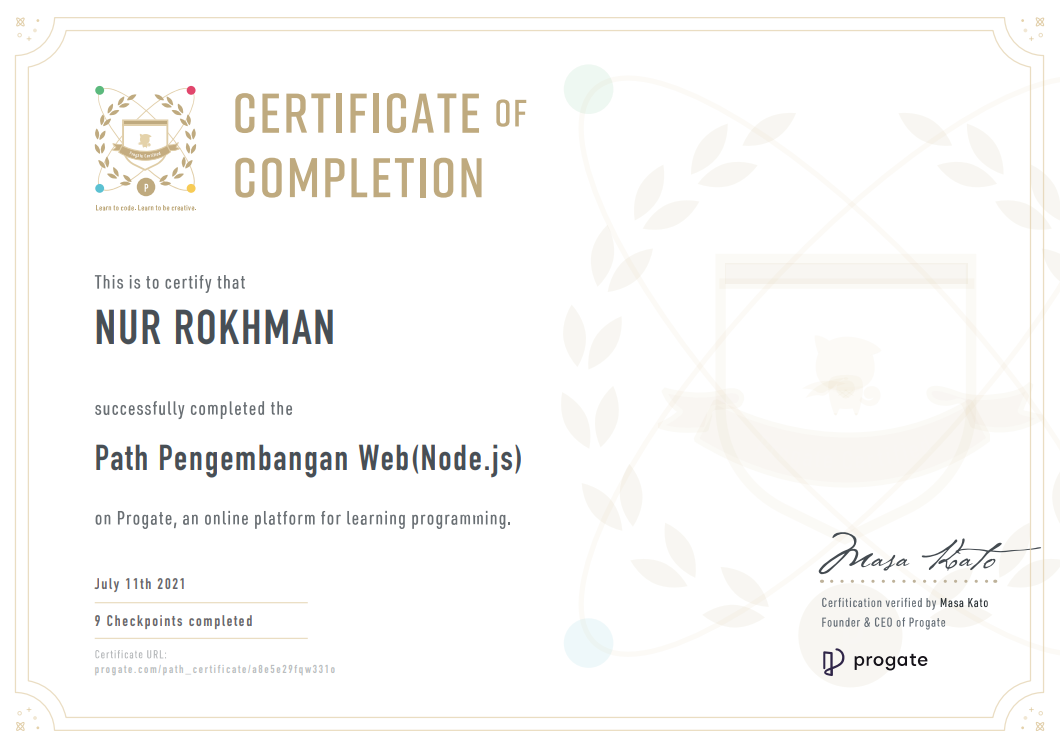 CERTIFICATE OF
COMPLETION
Progate Certified
P
Learn to code. Learn to be creative.
This is to certify that
NUR ROKHMAN
successfully completed the
Path Pengembangan Web(Node.js)
on Progate, an online platform for learning programming.
July 11th 2021
9 Checkpoints completed
Certificate URL:
progate.com/path_certificate/a8e5e29fqw331o
Masa Kato
Cerfitication verified by Masa Kato
Founder & CEO of Progate
progate